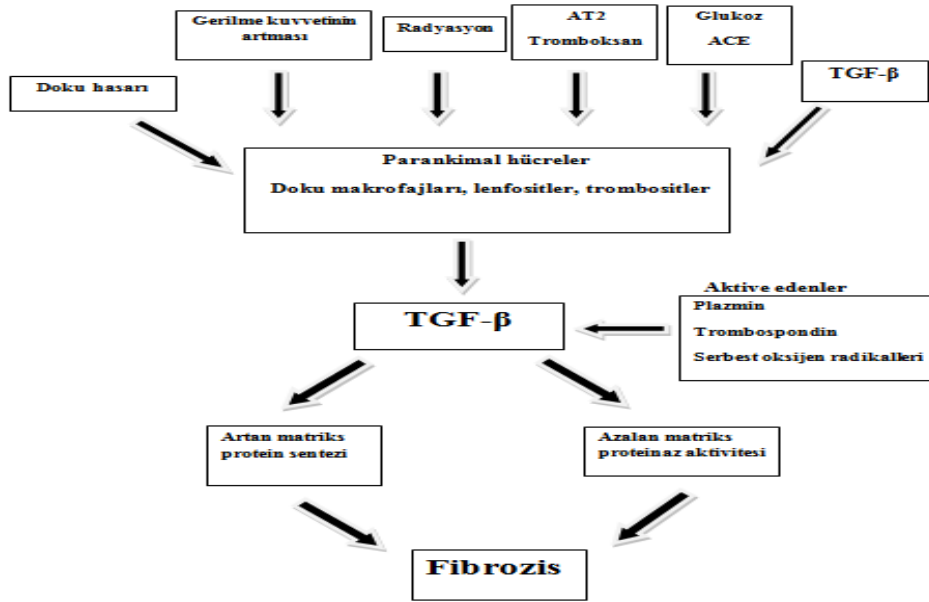 Gerilme kuvvetinin
artması
Radyasyon
AT2
Tromboksan
Glukoz
ACE
Doku hasarı
TGF-β
Parankimal hücreler
Doku makrofajları, lenfositler, trombositler
Aktive edenler
TGF-β
Plazmin
Trombospondin
Serbest oksijen radikalleri
Artan matriks
protein sentezi
Azalan matriks
proteinaz aktivitesi
Fibrozis